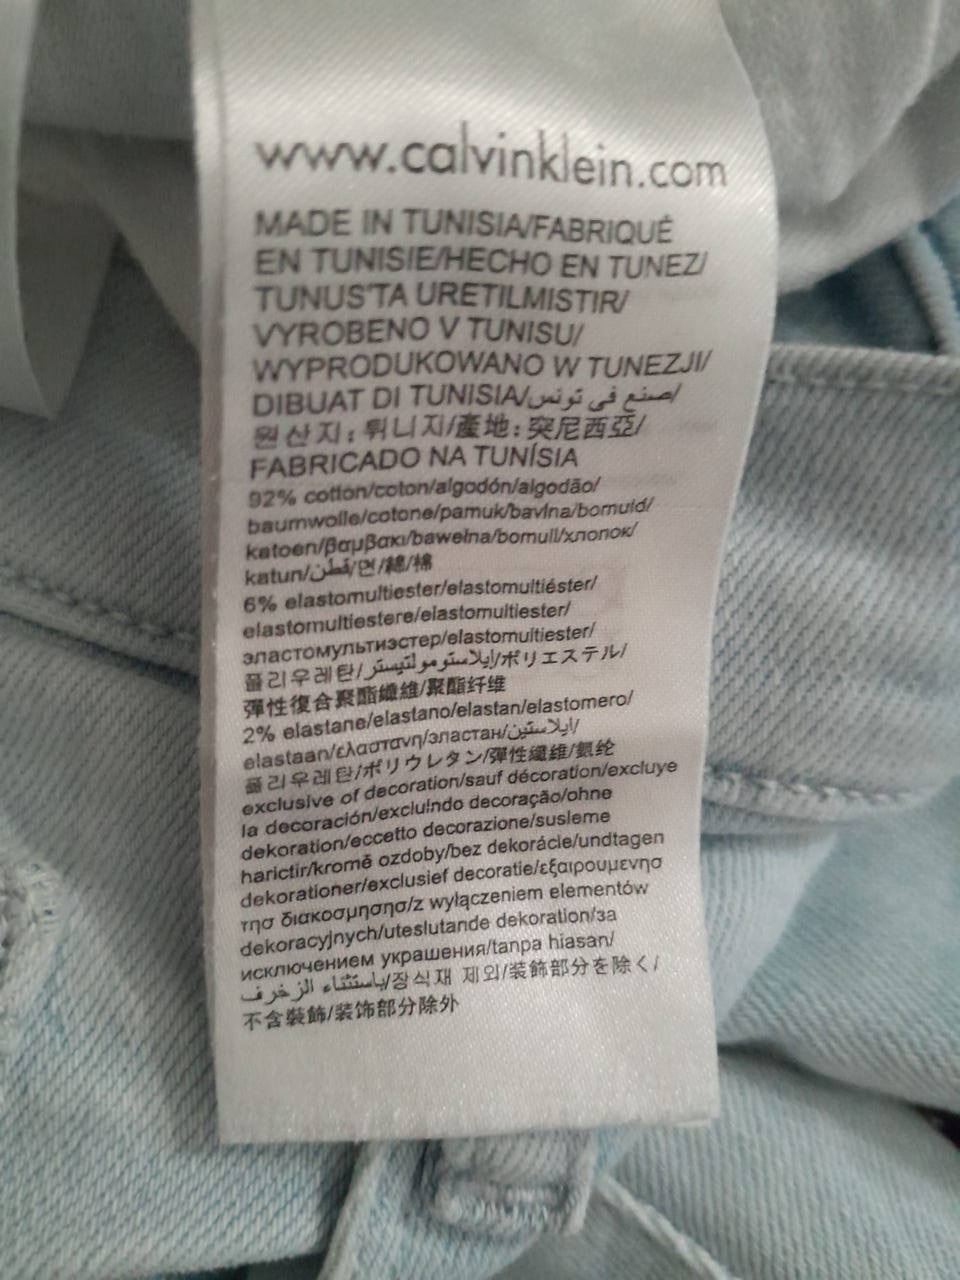 www.calvinklein.com
MADE IN TUNISIA/FABRIQUÉ
EN TUNISIE/HECHO EN TUNEZ/
TUNUS'TA URETILMISTIR/
VYROBENO V TUNISU/
WYPRODUKOWANO W TUNEZJI/
DIBUAT DI TUNISIA/صنع في تونس/
원산지: 튀니지/產地: 突尼西亞/
FABRICADO NA TUNÍSIA
92% cotton/coton/algodón/algodão/
baumwolle/cotone/pamuk/bavlna/bomuld/
katoen/βαμβακι/bawełna/bomull/хлопок/
katun/قطن/면/綿/棉
6% elastomultiester/elastomultiéster/
elastomultiestere/elastomultiester/
эластомультиэстер/elastomultiester/
폴리우레탄/إيلاستومولتيستر/ポリエステル/
彈性復合聚酯纖維/聚酯纤维
2% elastane/elastano/elastan/elastomero/
elastaan/ελαστανη/эластан/إيلاستين/
폴리우레탄/ポリウレタン/彈性纖維/氨纶
exclusive of decoration/sauf décoration/excluye
la decoración/excluindo decoração/ohne
dekoration/eccetto decorazione/susleme
harictir/kromě ozdoby/bez dekorácie/undtagen
dekorationer/exclusief decoratie/εξαιρουμενησ
τησ διακοσμησησ/z wyłączeniem elementów
dekoracyjnych/uteslutande dekoration/за
исключением украшения/tanpa hiasan/
باستثناء الزخرف/장식재 제외/装飾部分を除く/
不含裝飾/装饰部分除外